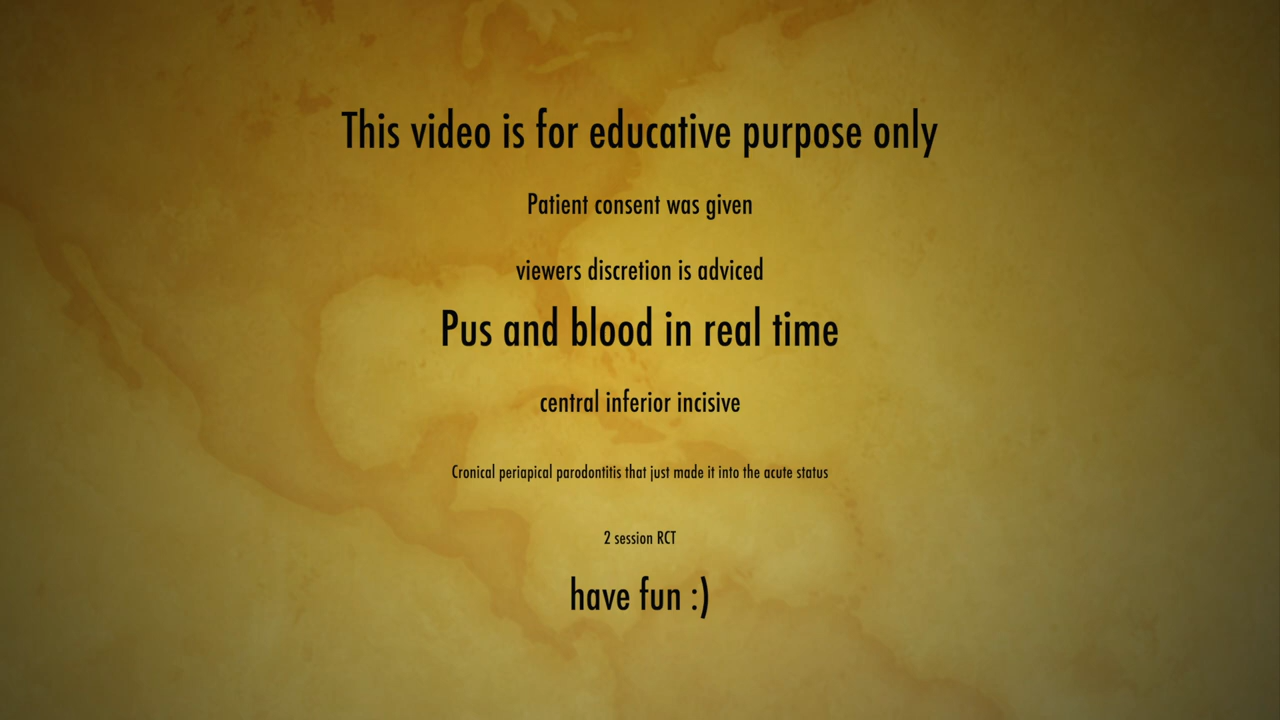 This video is for educative purpose only
Patient consent was given
viewers discretion is adviced
Pus and blood in real time
central inferior incisive
Cronical periapical parodontitis that just made it into the acute status
2 session RCT
have fun :)